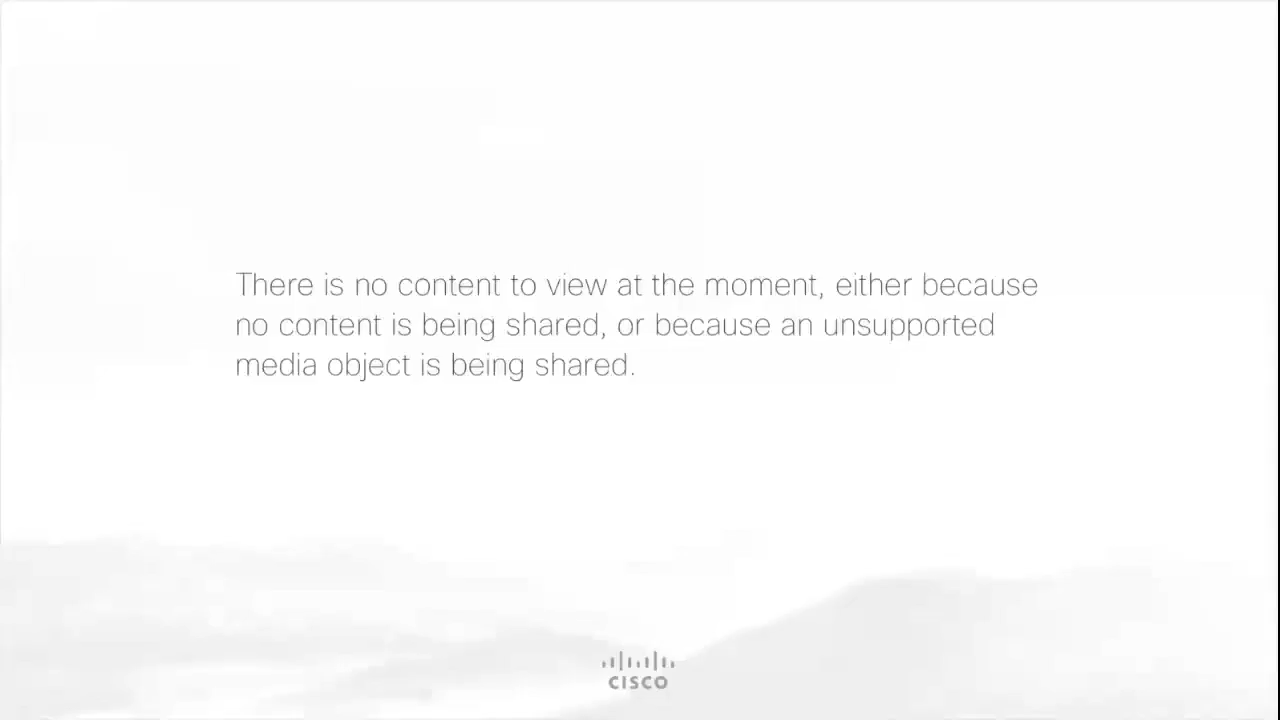 There is no content to view at the moment, either because
no content is being shared, or because an unsupported
media object is being shared.
CISCO